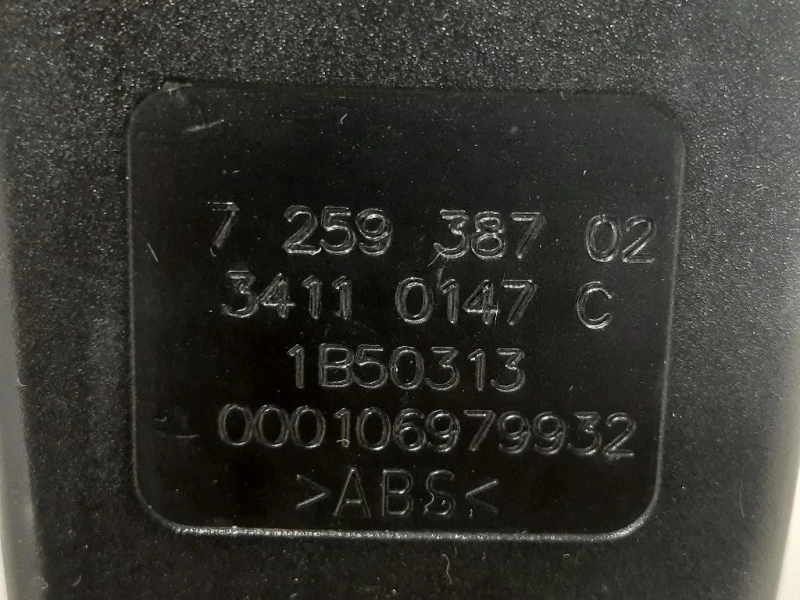 7 259 387 02
3411 0147 C
1B50313
000106979932
>ABS<